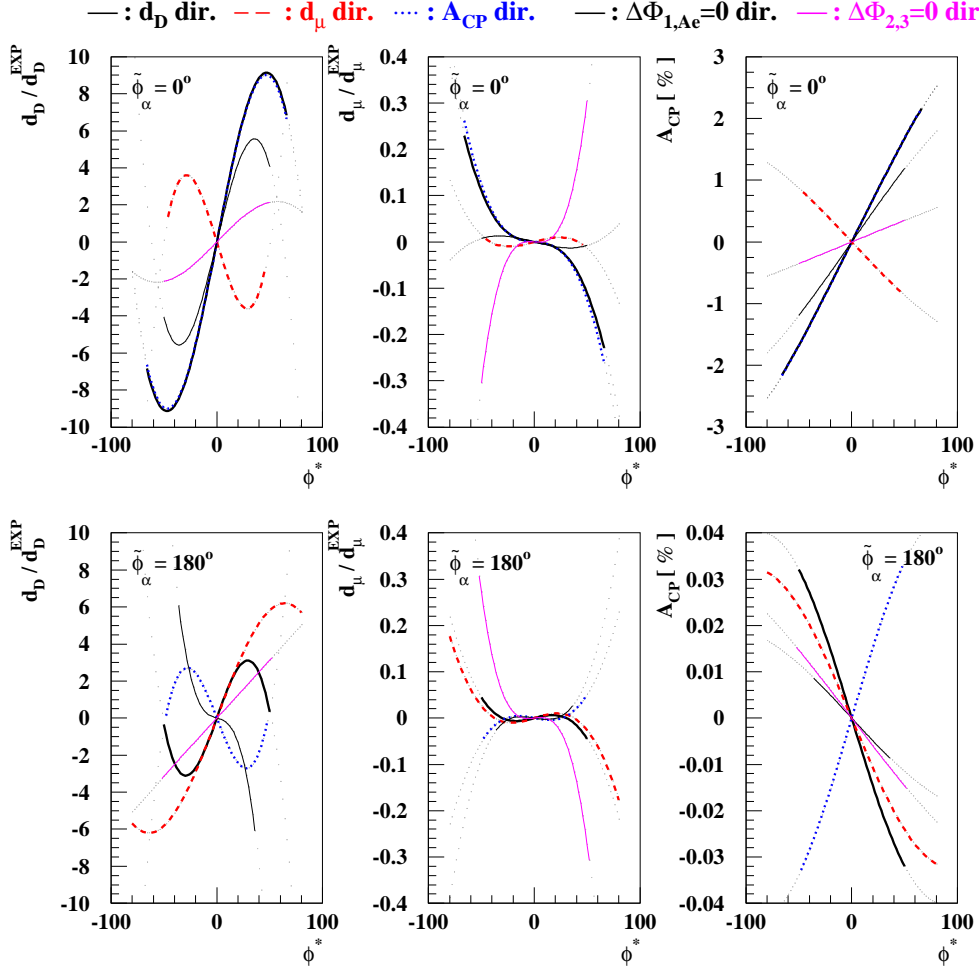 — : d_D dir. – – : d_μ dir. ···· : A_CP dir. — : ΔΦ_1,Ae=0 dir. — : ΔΦ_2,3=0 dir
d_D / d_D^EXP
10
8
6
4
2
0
-2
-4
-6
-8
-10
-100 0 100
ϕ*
ϕ̃_α = 0°
d_μ / d_μ^EXP
0.4
0.3
0.2
0.1
0
-0.1
-0.2
-0.3
-0.4
-100 0 100
ϕ*
ϕ̃_α = 0°
A_CP [ % ]
3
2
1
0
-1
-2
-3
-100 0 100
ϕ*
ϕ̃_α = 0°
d_D / d_D^EXP
10
8
6
4
2
0
-2
-4
-6
-8
-10
-100 0 100
ϕ*
ϕ̃_α = 180°
d_μ / d_μ^EXP
0.4
0.3
0.2
0.1
0
-0.1
-0.2
-0.3
-0.4
-100 0 100
ϕ*
ϕ̃_α = 180°
A_CP [ % ]
0.04
0.03
0.02
0.01
0
-0.01
-0.02
-0.03
-0.04
-100 0 100
ϕ*
ϕ̃_α = 180°